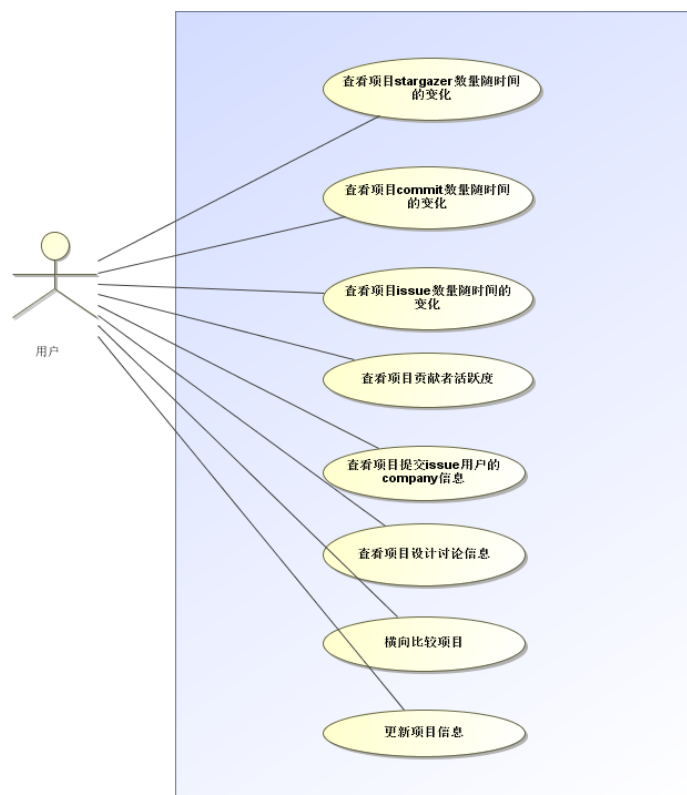 查看项目stargazer数量随时间
的变化
查看项目commit数量随时间
的变化
查看项目issue数量随时间的
变化
用户
查看项目贡献者活跃度
查看项目提交issue用户的
company信息
查看项目设计讨论信息
横向比较项目
更新项目信息